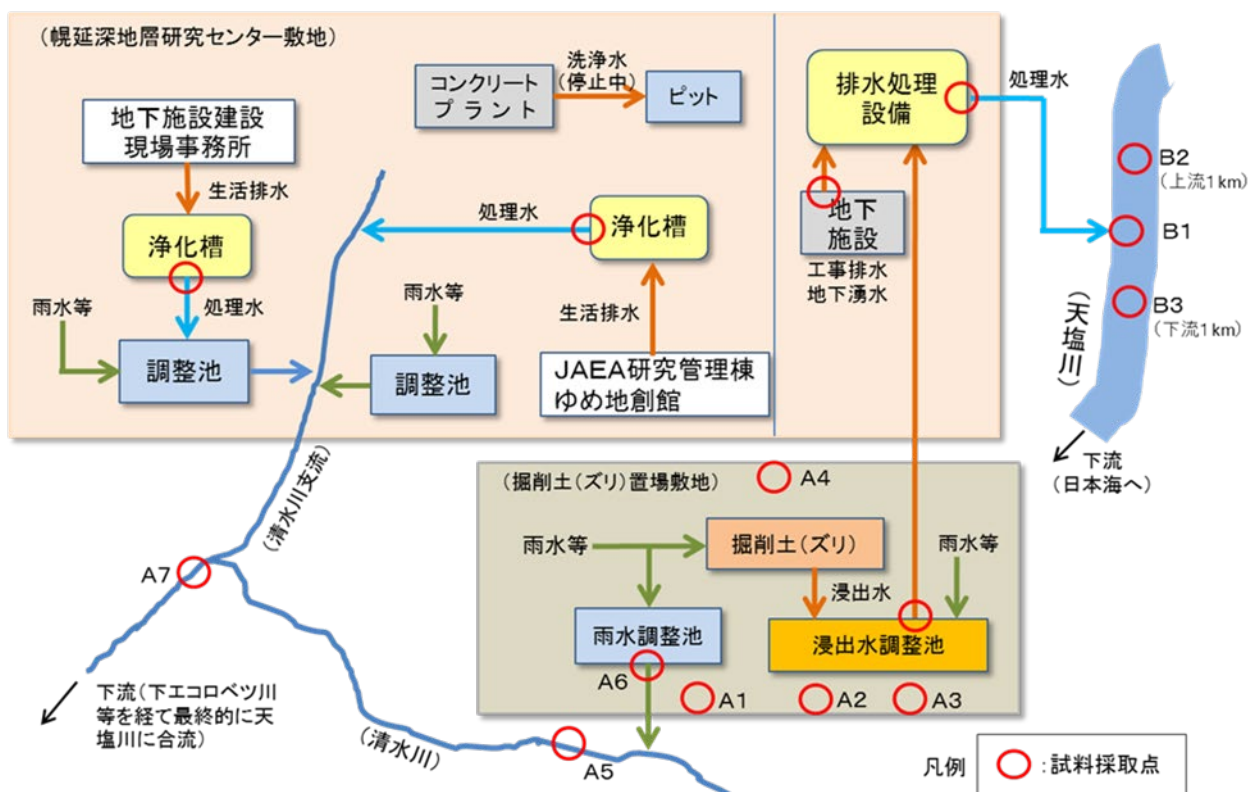 (幌延深地層研究センター敷地)
コンクリート
プラント
洗浄水
(停止中)
ピット
地下施設建設
現場事務所
生活排水
浄化槽
処理水
雨水等
調整池
処理水
浄化槽
雨水等
調整池
生活排水
JAEA研究管理棟
ゆめ地創館
排水処理
設備
地下
施設
工事排水
地下湧水
処理水
B2
(上流1km)
B1
B3
(下流1km)
(天塩川)
下流
(日本海へ)
(清水川支流)
A7
下流(下エコロベツ川
等を経て最終的に天
塩川に合流)
(清水川)
A5
(掘削土(ズリ)置場敷地)
A4
雨水等
掘削土(ズリ)
雨水等
浸出水
雨水調整池
浸出水調整池
A6
A1
A2
A3
凡例
:試料採取点